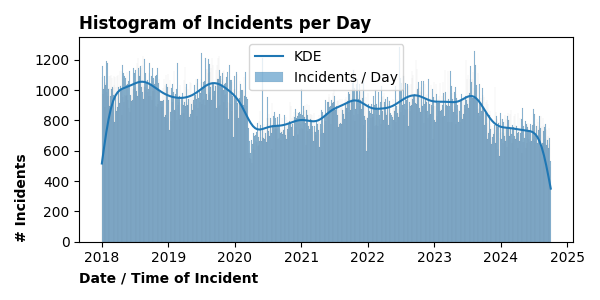 Histogram of Incidents per Day
KDE
Incidents / Day
# Incidents
1200
1000
800
600
400
200
0
2018 2019 2020 2021 2022 2023 2024 2025
Date / Time of Incident